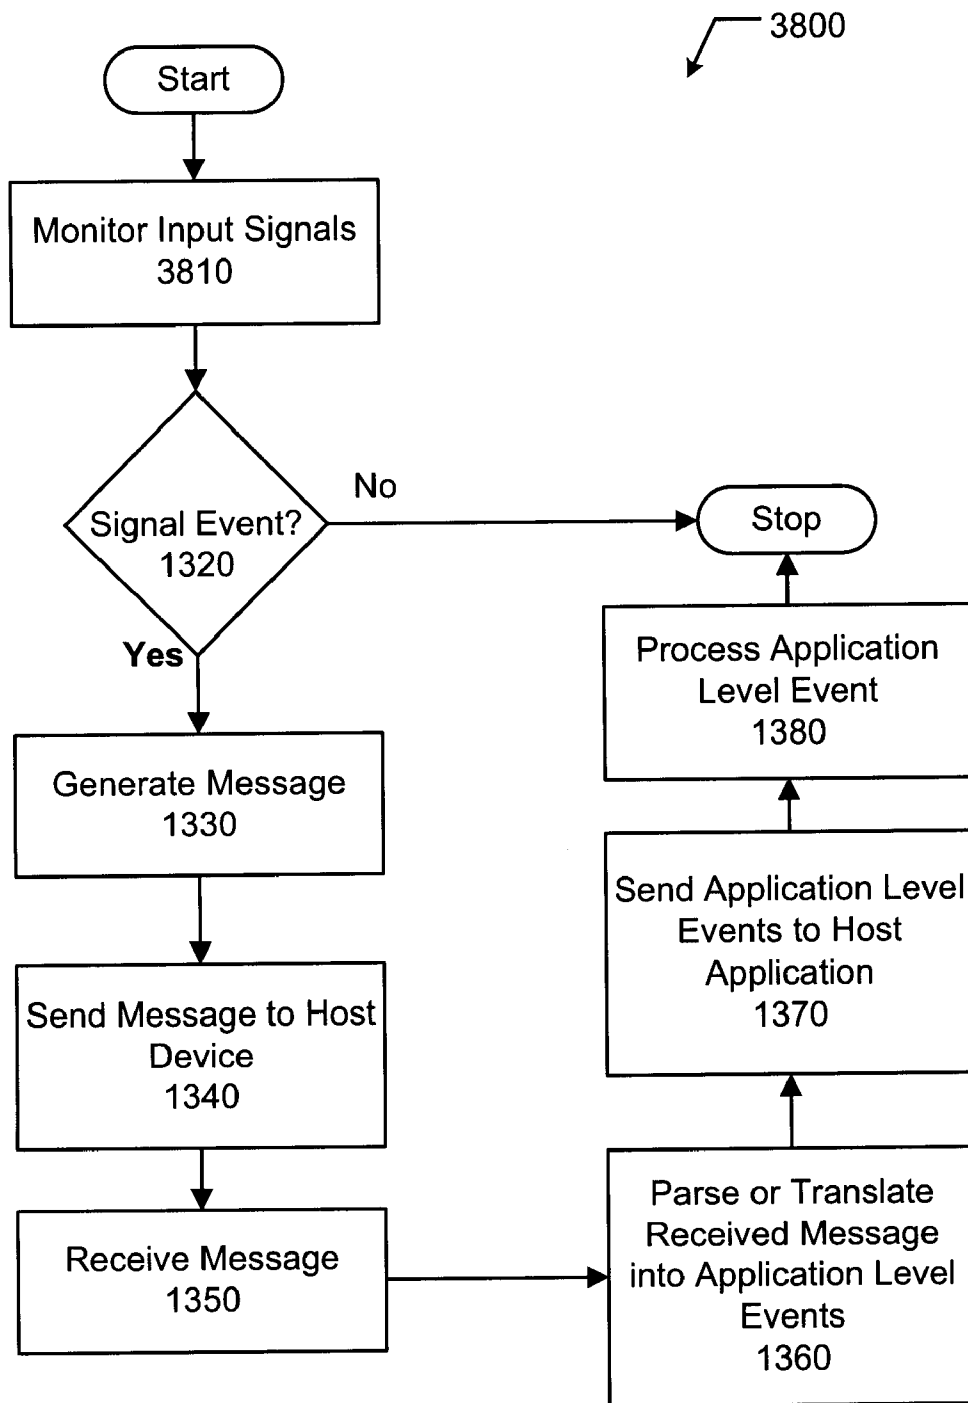 3800
Start
Monitor Input Signals
3810
Signal Event?
1320
No
Yes
Stop
Generate Message
1330
Send Message to Host
Device
1340
Receive Message
1350
Parse or Translate
Received Message
into Application Level
Events
1360
Send Application Level
Events to Host
Application
1370
Process Application
Level Event
1380